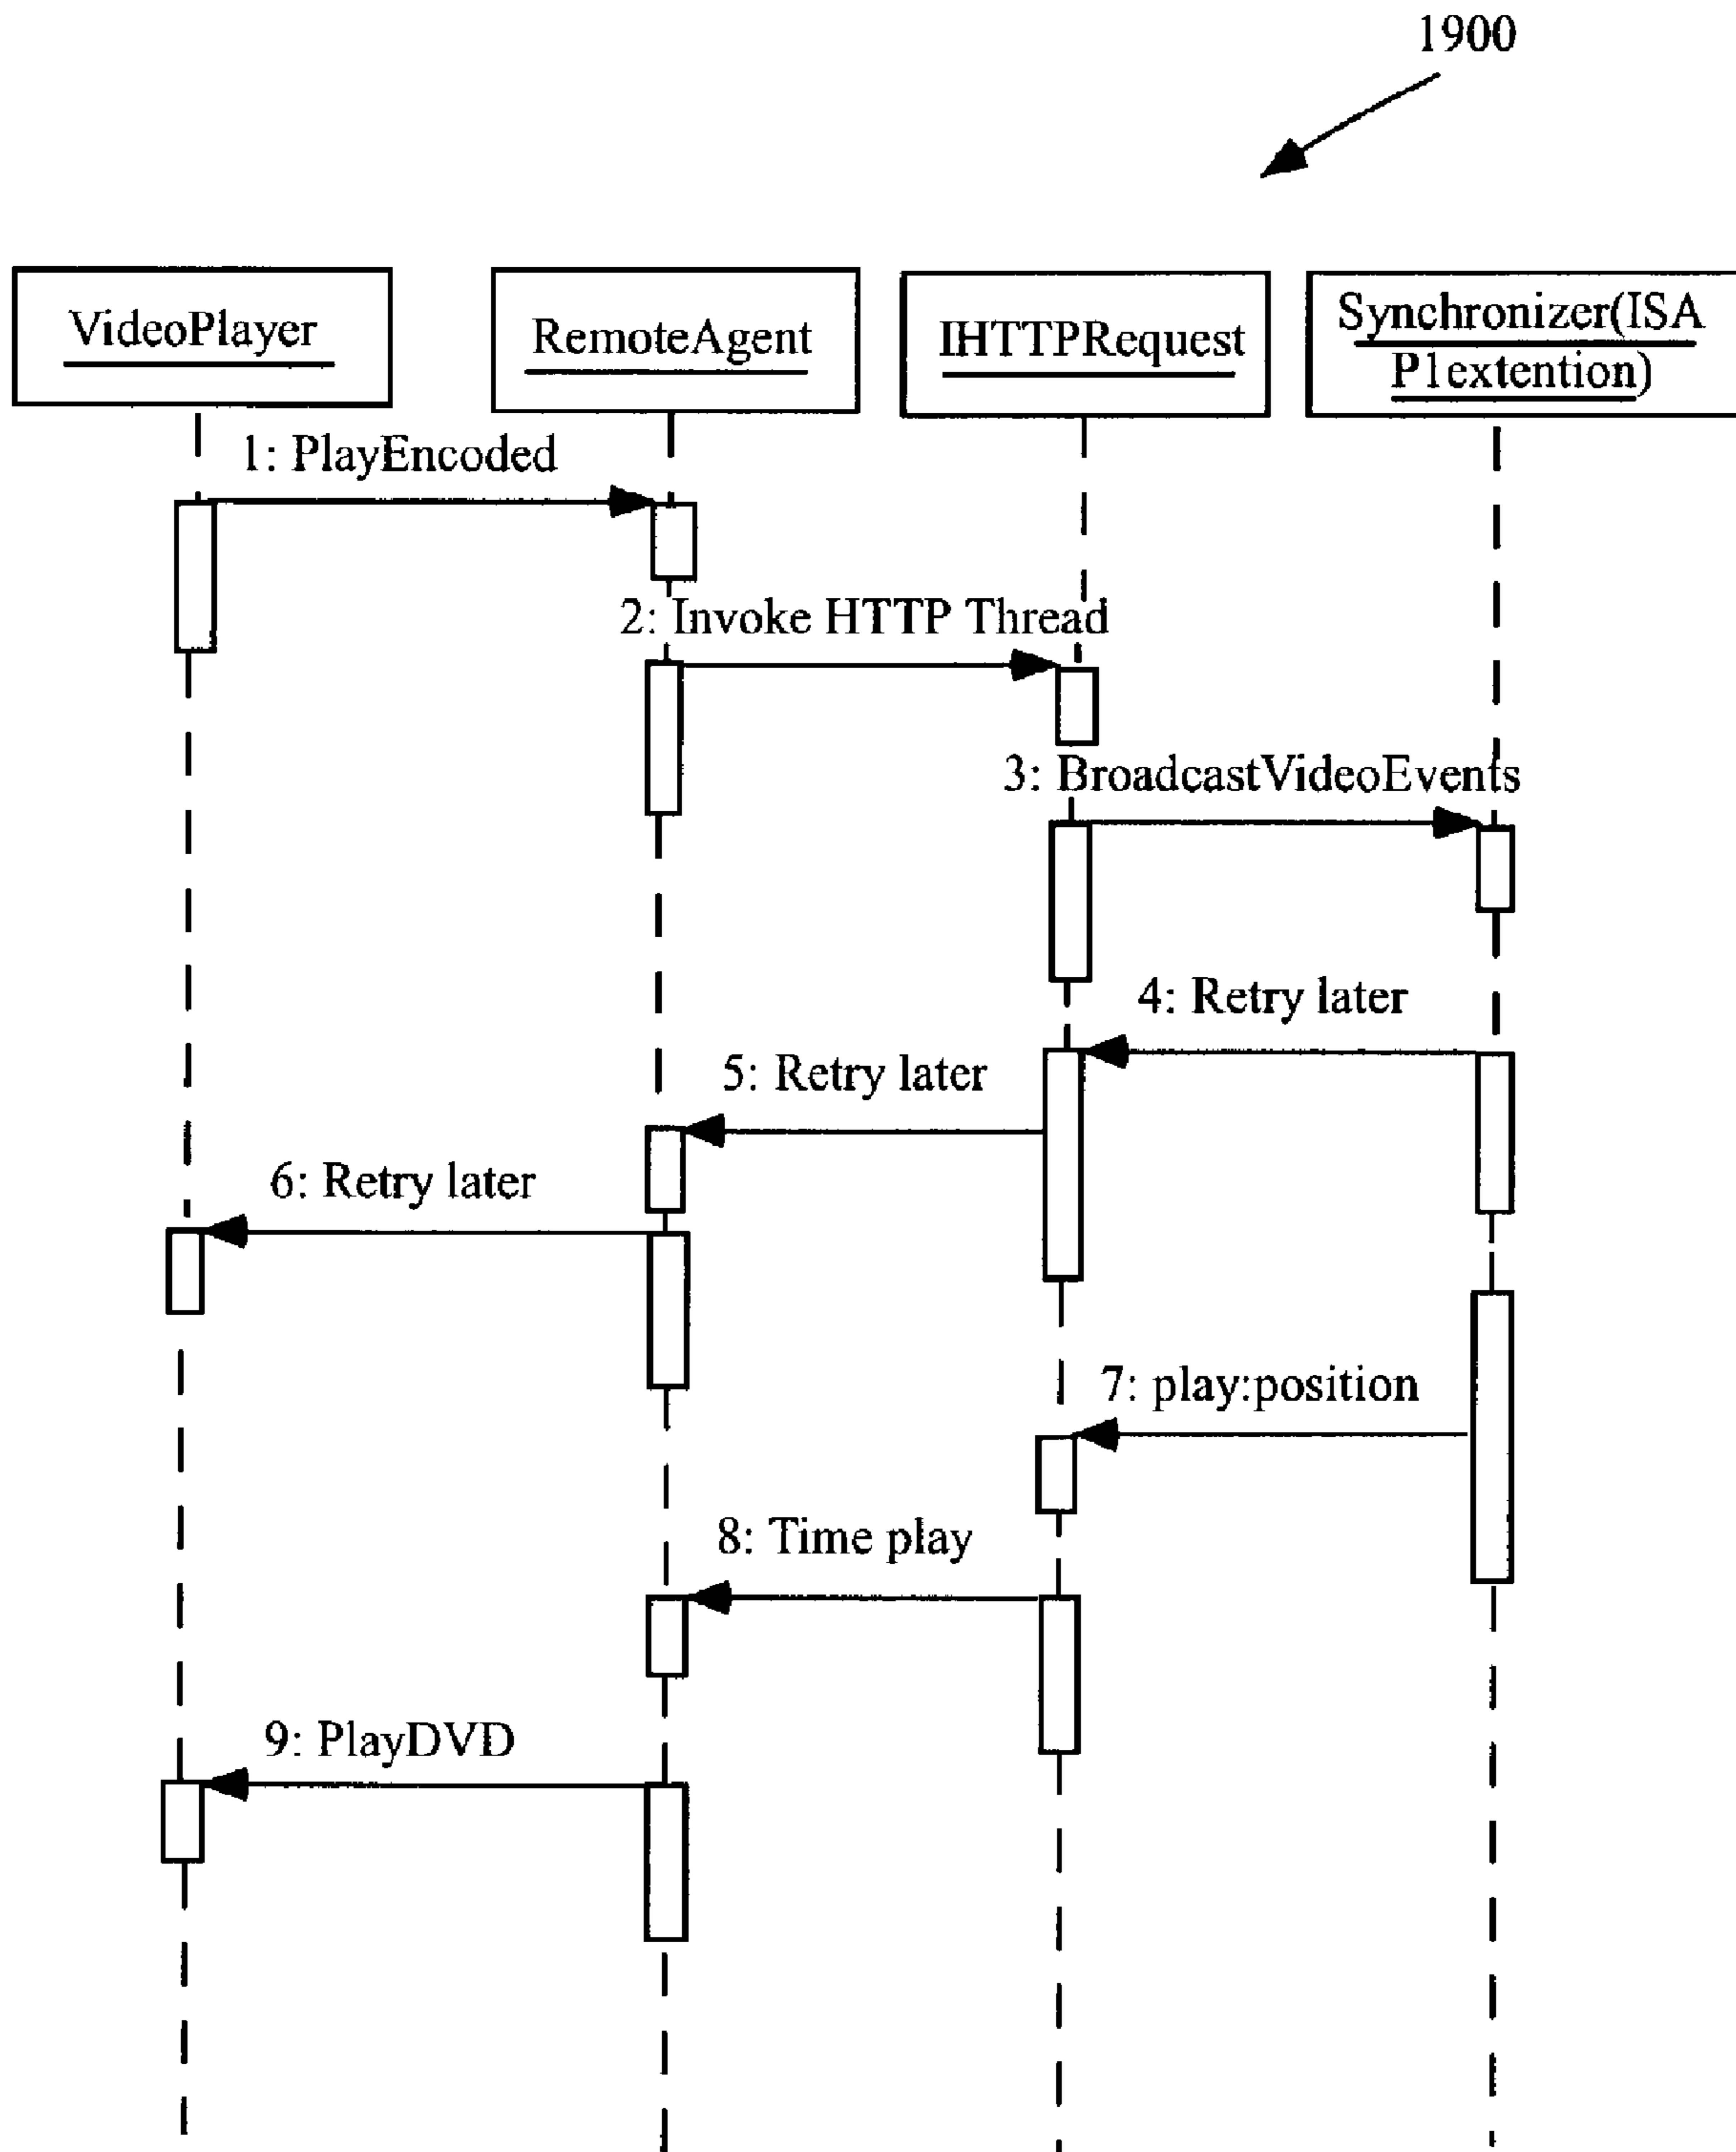 1900
VideoPlayer
RemoteAgent
IHTTPRequest
Synchronizer(ISA
P1extention)
1: PlayEncoded
2: Invoke HTTP Thread
3: BroadcastVideoEvents
4: Retry later
5: Retry later
6: Retry later
7: play:position
8: Time play
9: PlayDVD